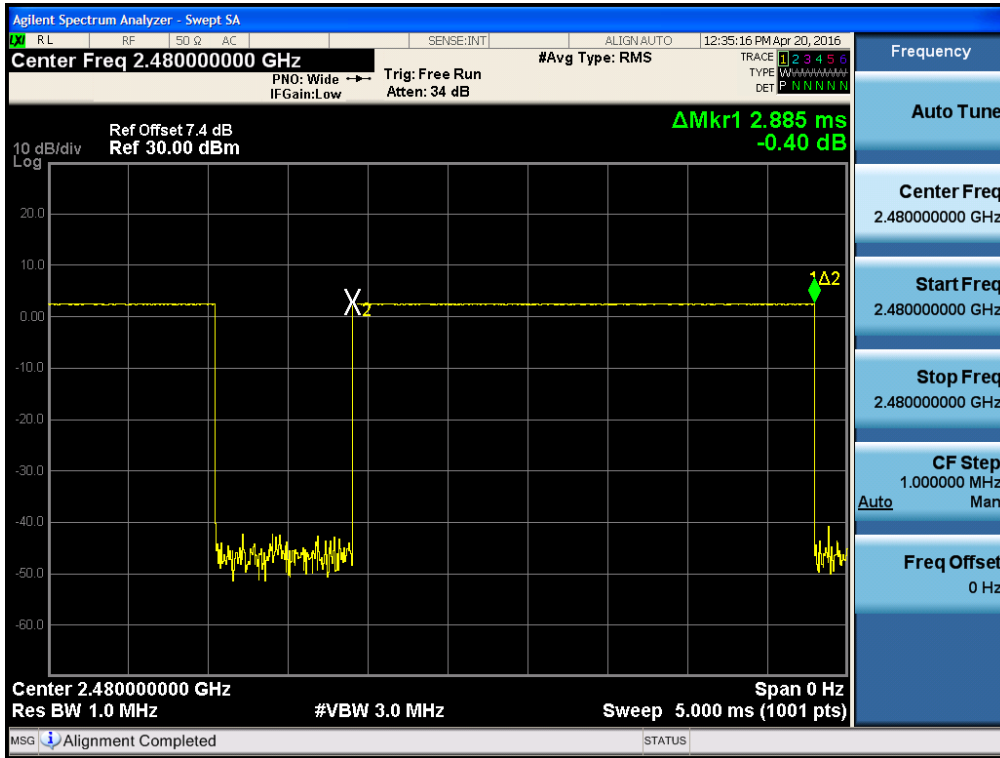 Agilent Spectrum Analyzer - Swept SA
LXI RL RF 50 Ω AC SENSE:INT ALIGN AUTO 12:35:16 PM Apr 20, 2016
Center Freq 2.480000000 GHz
#Avg Type: RMS
PNO: Wide
IFGain:Low
Trig: Free Run
Atten: 34 dB
TRACE 1 2 3 4 5 6
TYPE W
DET P N N N N N
ΔMkr1 2.885 ms
-0.40 dB
Ref Offset 7.4 dB
Ref 30.00 dBm
10 dB/div
Log
20.0
10.0
0.00
-10.0
-20.0
-30.0
-40.0
-50.0
-60.0
X2
1Δ2
Center 2.480000000 GHz
Span 0 Hz
Res BW 1.0 MHz
#VBW 3.0 MHz
Sweep 5.000 ms (1001 pts)
MSG Alignment Completed
STATUS
Frequency
Auto Tune
Center Freq
2.480000000 GHz
Start Freq
2.480000000 GHz
Stop Freq
2.480000000 GHz
CF Step
1.000000 MHz
Auto Man
Freq Offset
0 Hz